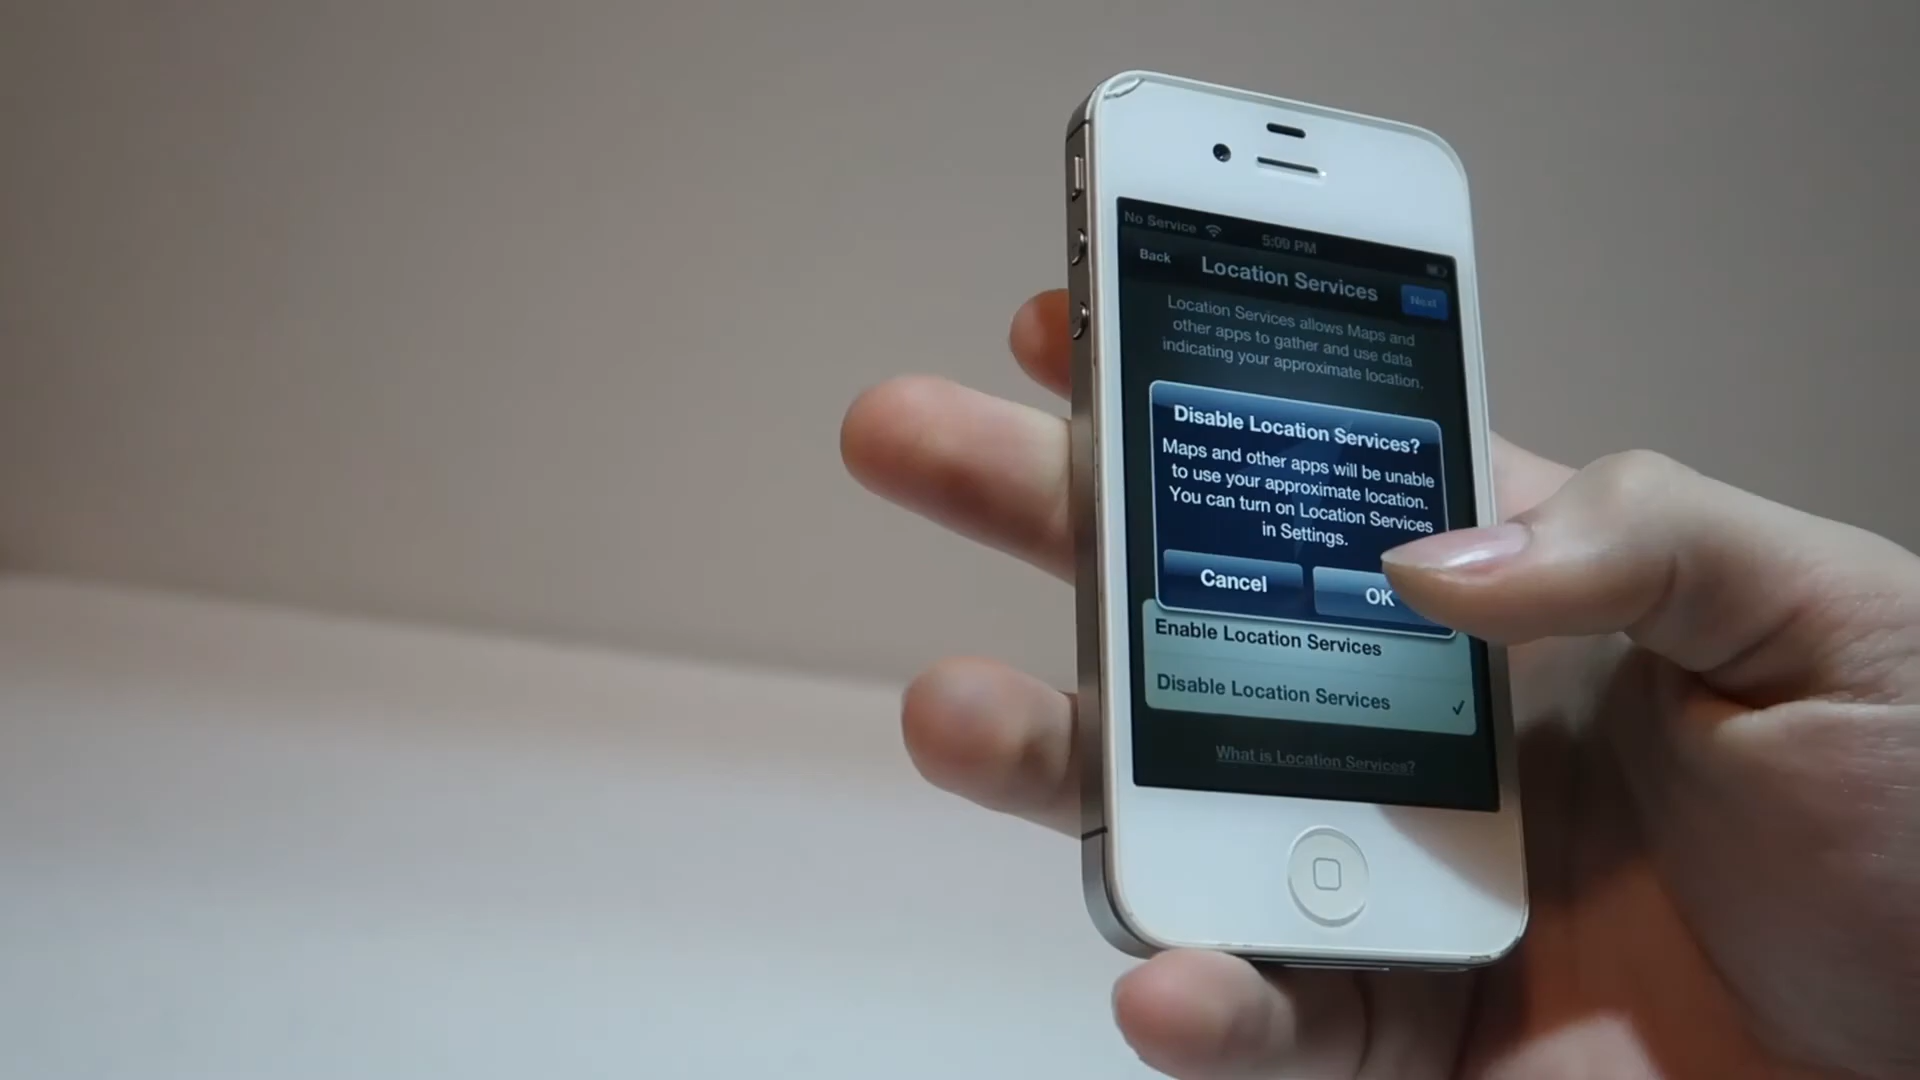 No Service
5:09 PM
Back
Location Services
Next
Location Services allows Maps and
other apps to gather and use data
indicating your approximate location.
Disable Location Services?
Maps and other apps will be unable
to use your approximate location.
You can turn on Location Services
in Settings.
Cancel
OK
Enable Location Services
Disable Location Services
What is Location Services?